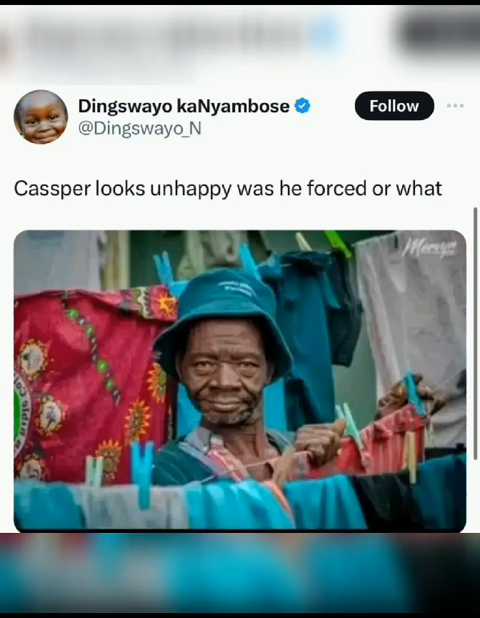 Dingswayo kaNyambose
Follow
@Dingswayo_N
Cassper looks unhappy was he forced or what